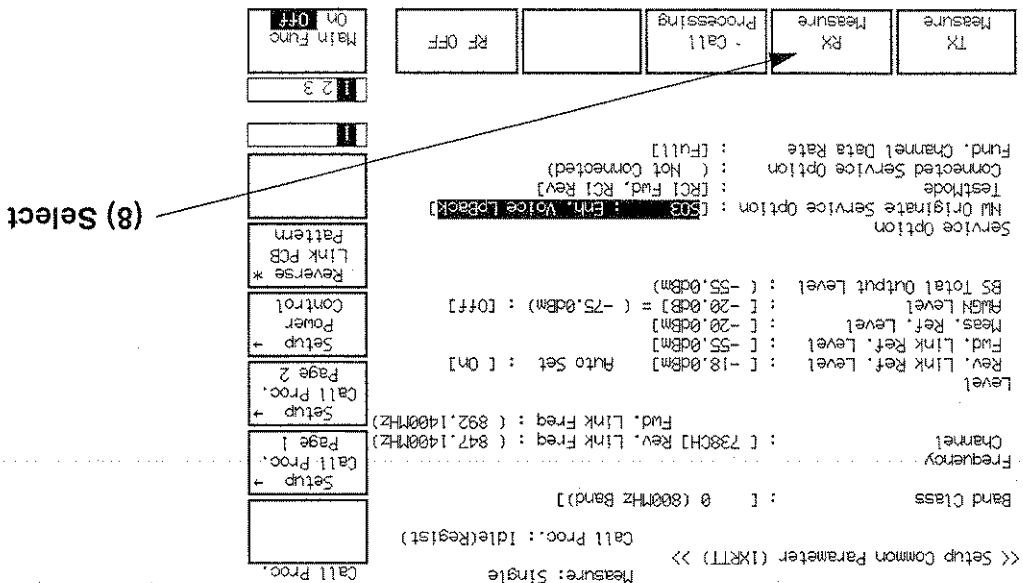 Measure: Single
<< Setup Common Parameter (1XRTT) >>
Call Proc.: Idle(Regist)
Band Class : [ 0 (800MHz Band)]
Frequency
Channel : [ 738CH] Rev. Link Freq : ( 847.1400MHz)
Fwd. Link Freq : ( 892.1400MHz)
Level
Rev. Link Ref. Level : [ -18.0dBm] Auto Set : [ On ]
Fwd. Link Ref. Level : [ -55.0dBm]
Meas. Ref. Level : [ -20.0dBm]
AWGN Level : [ -20.0dB] = ( -75.0dBm) : [Off]
BS Total Output Level : ( -55.0dBm)
Service Option
NW Originate Service Option : [SO3 : Enh. Voice LpBack]
TestMode : [RC1 Fwd, RC1 Rev]
Connected Service Option : ( Not Connected)
Fund. Channel Data Rate : [Full]
Call Proc.
Setup →
Call Proc.
Page 1
Setup →
Call Proc.
Page 2
Setup →
Power
Control
Reverse *
Link PCB
Pattern
1
1 2 3
(8) Select
TX
Measure
RX
Measure
Call
Processing
RF OFF
Main Func
On Off